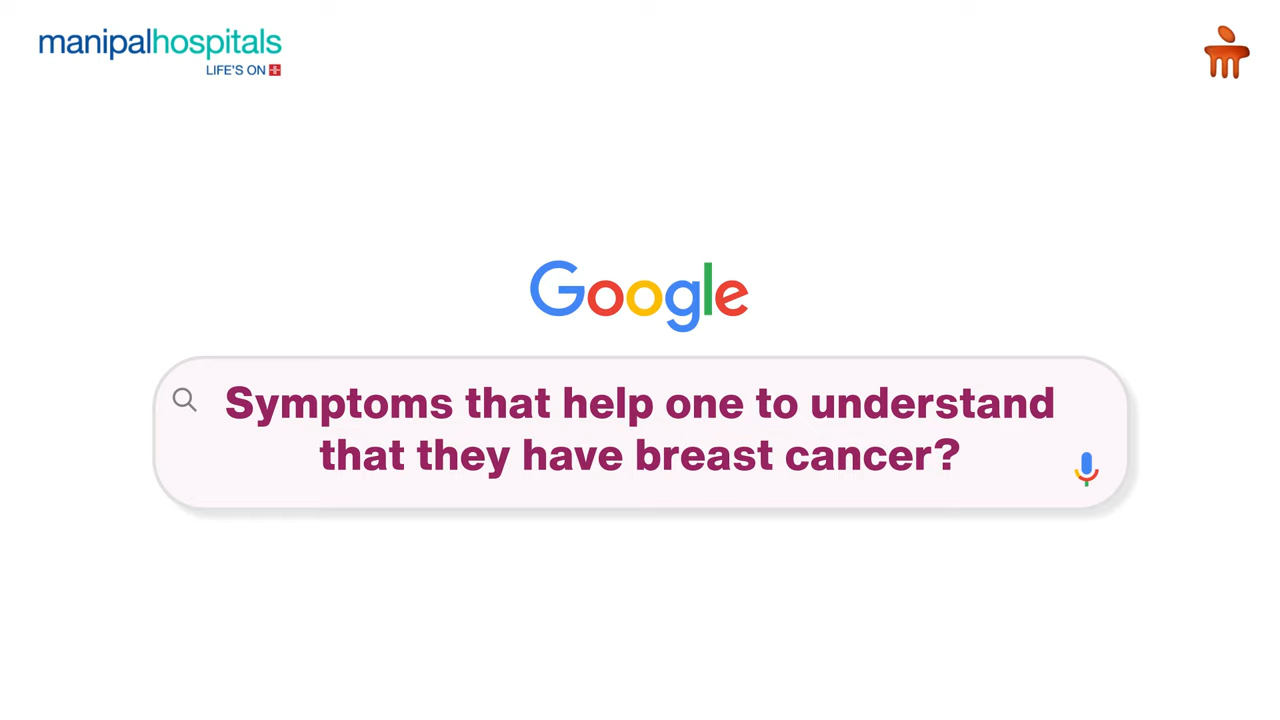 manipalhospitals
LIFE'S ON
Google
Symptoms that help one to understand
that they have breast cancer?